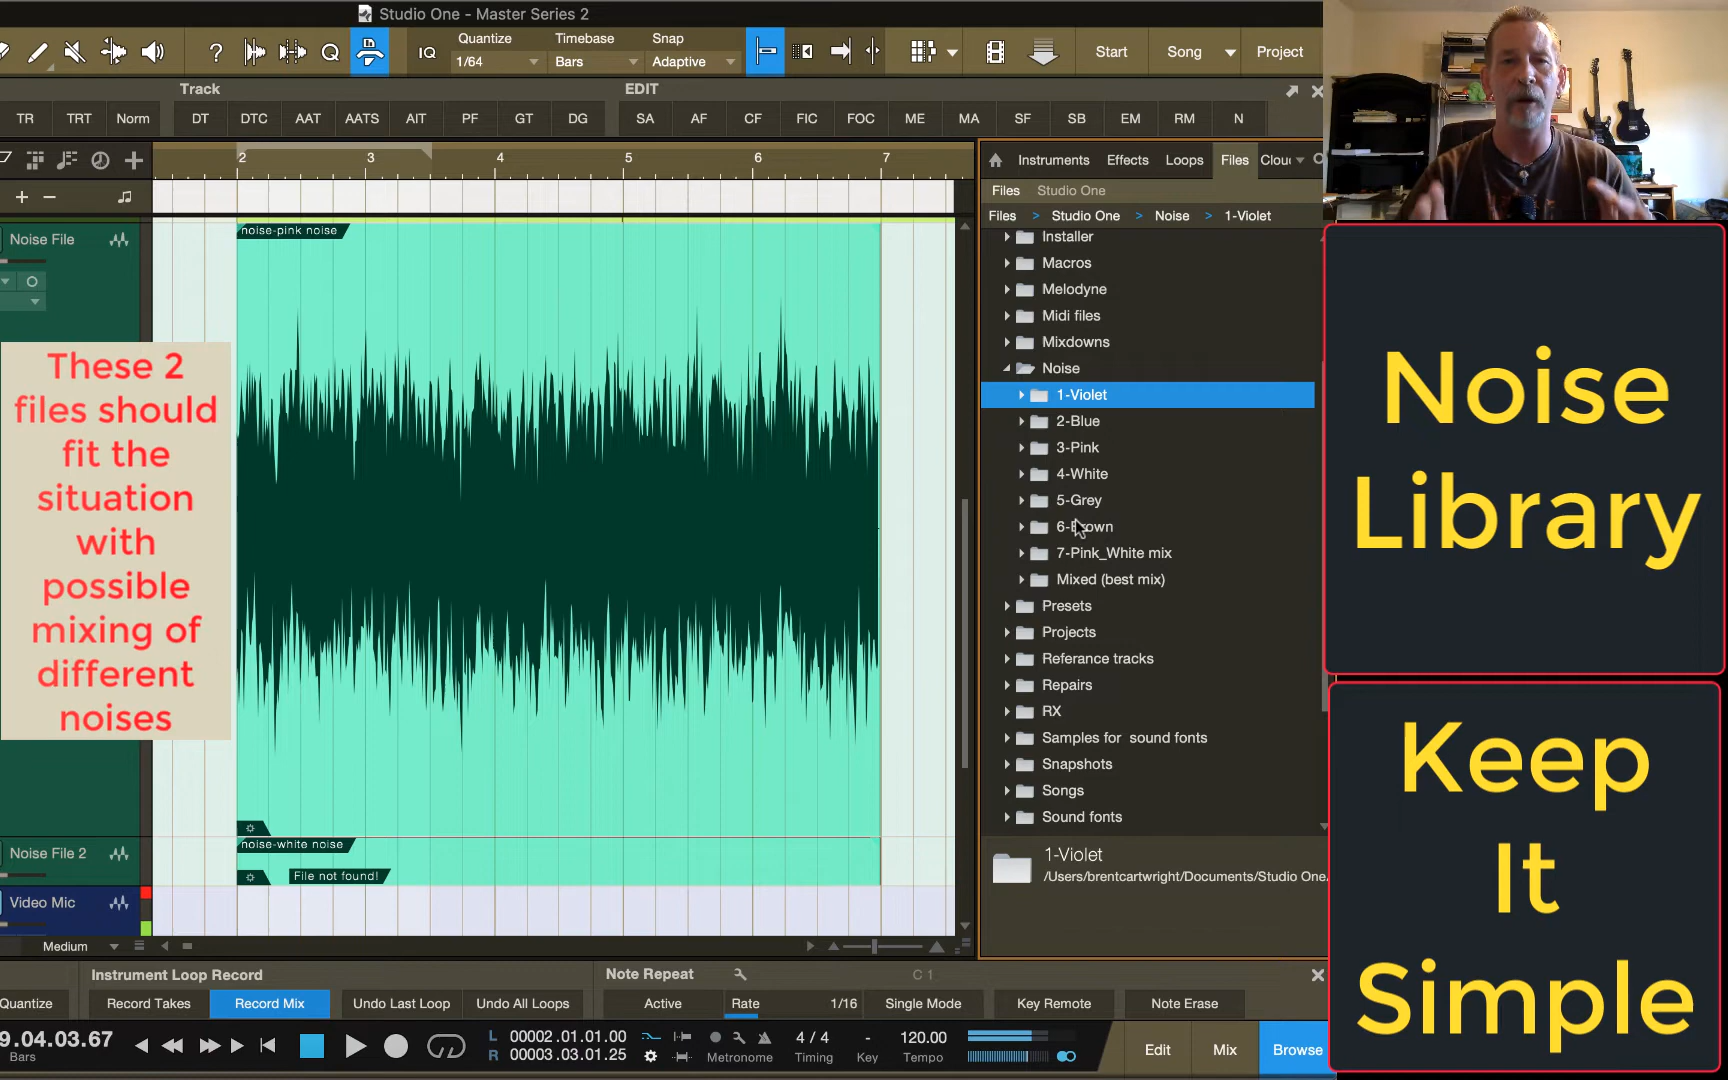 Studio One - Master Series 2
Quantize
Timebase
Snap
? Q IQ
1/64
Bars
Adaptive
Start
Song
Project
Track
EDIT
TR TRT Norm DT DTC AAT AATS AIT PF GT DG SA AF CF FIC FOC ME MA SF SB EM RM N
2 3 4 5 6 7
Instruments Effects Loops Files Clou
Files Studio One
Files > Studio One > Noise > 1-Violet
Noise File
noise-pink noise
Installer
Macros
Melodyne
Midi files
Mixdowns
Noise
1-Violet
2-Blue
3-Pink
4-White
5-Grey
6-Brown
7-Pink_White mix
Mixed (best mix)
Presets
Projects
Referance tracks
Repairs
RX
Samples for sound fonts
Snapshots
Songs
Sound fonts
1-Violet
/Users/brentcartwright/Documents/Studio One
These 2
files should
fit the
situation
with
possible
mixing of
different
noises
Noise File 2
noise-white noise
File not found!
Video Mic
Medium
Noise
Library
Keep
It
Simple
Instrument Loop Record
Note Repeat
C 1
Quantize Record Takes Record Mix Undo Last Loop Undo All Loops Active Rate 1/16 Single Mode Key Remote Note Erase
9.04.03.67
Bars
L 00002.01.01.00
R 00003.03.01.25
Metronome
4 / 4
Timing
-
Key
120.00
Tempo
Edit Mix Browse